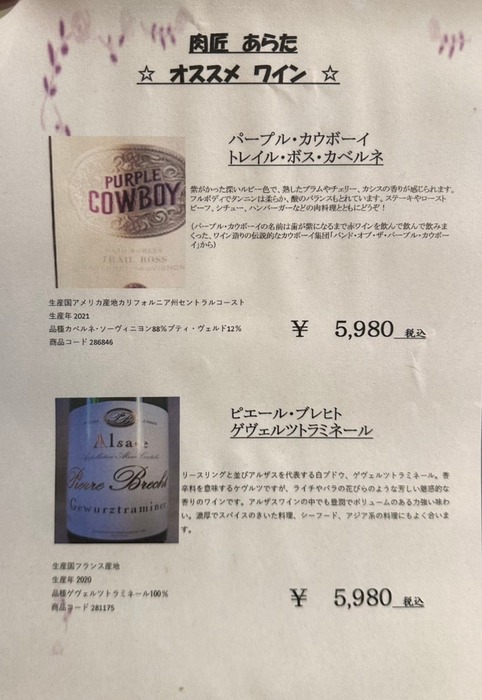 肉匠 あらた
☆ オススメ ワイン ☆
パープル・カウボーイ
トレイル・ボス・カベルネ
PURPLE
COWBOY
TRAIL BOSS
紫がかった深いルビー色で、熟したプラムやチェリー、カシスの香りが感じられます。
フルボディでタンニンは柔らか、酸のバランスもとれています。ステーキやロースト
ビーフ、シチュー、ハンバーガーなどの肉料理とともにどうぞ！
（パープル・カウボーイの名前は歯が紫になるまで赤ワインを飲んで飲んで飲みま
くった、ワイン造りの伝説的なカウボーイ集団「バンド・オブ・ザ・パープル・カウボー
イ」から）
生産国アメリカ産地カリフォルニア州セントラルコースト
生産年 2021
品種カベルネ・ソーヴィニヨン88％プティ・ヴェルド12％
商品コード 286846
￥ 5,980 税込
ピエール・ブレヒト
ゲヴェルツトラミネール
Alsace
Pierre Brecht
Gewurztraminer
リースリングと並びアルザスを代表する白ブドウ、ゲヴェルツトラミネール。香
辛料を意味するゲヴルツですが、ライチやバラの花びらのような芳しい魅惑的な
香りのワインです。アルザスワインの中でも豊潤でボリュームのある力強い味わ
い。濃厚でスパイスのきいた料理、シーフード、アジア系の料理にもよく合いま
す。
生産国フランス産地
生産年 2020
品種ゲヴェルツトラミネール100％
商品コード 281175
￥ 5,980 税込